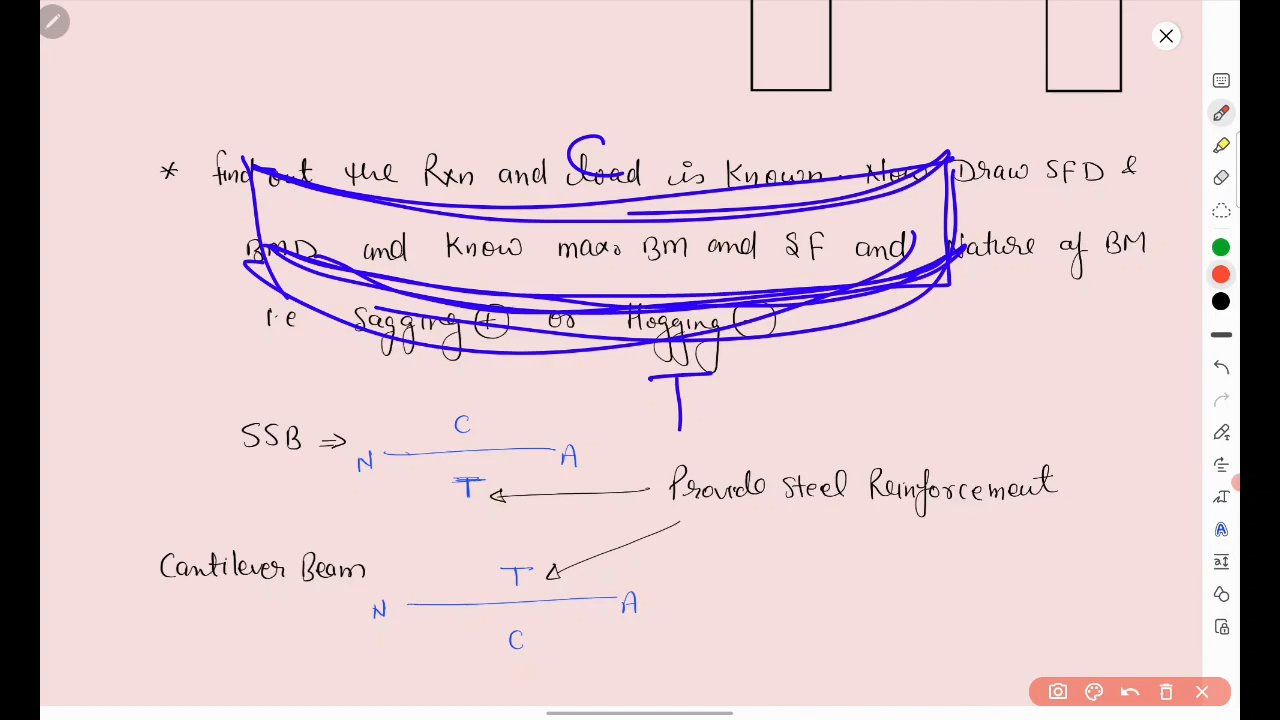 * find out the Rxn and load is known. Now Draw SFD &
BMD and know max. BM and SF and Nature of BM
i.e Sagging (+) or Hogging (-)
C
T
C
SSB ⇒ N A
T
Provide Steel Reinforcement
Cantilever Beam
T
N A
C